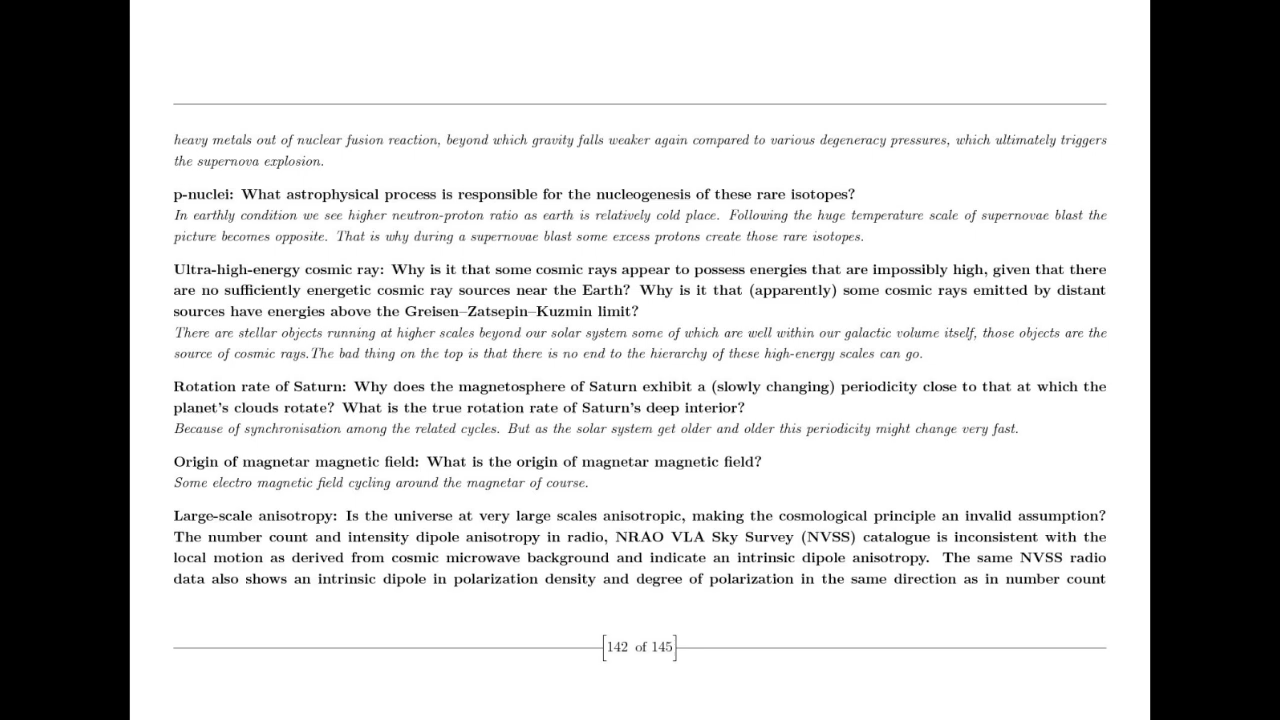 heavy metals out of nuclear fusion reaction, beyond which gravity falls weaker again compared to various degeneracy pressures, which ultimately triggers
the supernova explosion.
p-nuclei: What astrophysical process is responsible for the nucleogenesis of these rare isotopes?
In earthly condition we see higher neutron-proton ratio as earth is relatively cold place. Following the huge temperature scale of supernovae blast the
picture becomes opposite. That is why during a supernovae blast some excess protons create those rare isotopes.
Ultra-high-energy cosmic ray: Why is it that some cosmic rays appear to possess energies that are impossibly high, given that there
are no sufficiently energetic cosmic ray sources near the Earth? Why is it that (apparently) some cosmic rays emitted by distant
sources have energies above the Greisen–Zatsepin–Kuzmin limit?
There are stellar objects running at higher scales beyond our solar system some of which are well within our galactic volume itself, those objects are the
source of cosmic rays.The bad thing on the top is that there is no end to the hierarchy of these high-energy scales can go.
Rotation rate of Saturn: Why does the magnetosphere of Saturn exhibit a (slowly changing) periodicity close to that at which the
planet's clouds rotate? What is the true rotation rate of Saturn's deep interior?
Because of synchronisation among the related cycles. But as the solar system get older and older this periodicity might change very fast.
Origin of magnetar magnetic field: What is the origin of magnetar magnetic field?
Some electro magnetic field cycling around the magnetar of course.
Large-scale anisotropy: Is the universe at very large scales anisotropic, making the cosmological principle an invalid assumption?
The number count and intensity dipole anisotropy in radio, NRAO VLA Sky Survey (NVSS) catalogue is inconsistent with the
local motion as derived from cosmic microwave background and indicate an intrinsic dipole anisotropy. The same NVSS radio
data also shows an intrinsic dipole in polarization density and degree of polarization in the same direction as in number count
[142 of 145]